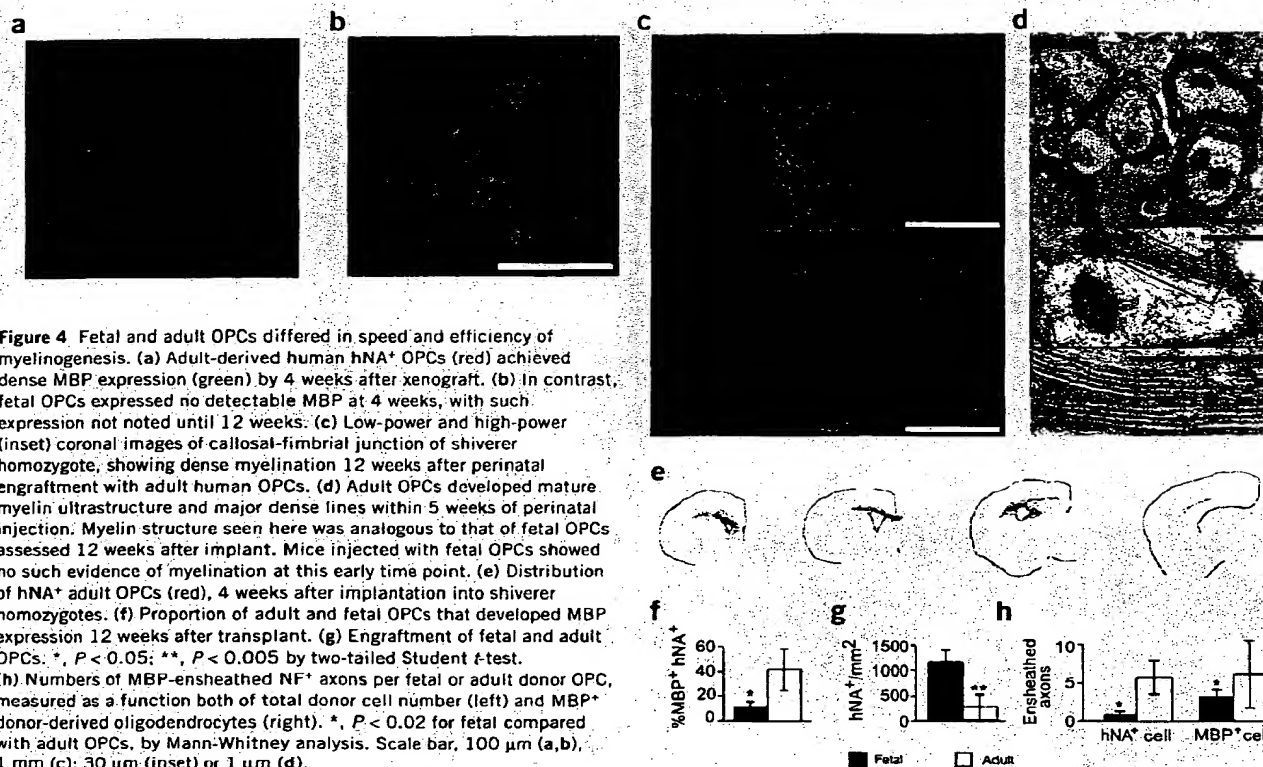 a
b
c
d
Figure 4 Fetal and adult OPCs differed in speed and efficiency of
myelinogenesis. (a) Adult-derived human hNA⁺ OPCs (red) achieved
dense MBP expression (green) by 4 weeks after xenograft. (b) In contrast,
fetal OPCs expressed no detectable MBP at 4 weeks, with such
expression not noted until 12 weeks. (c) Low-power and high-power
(inset) coronal images of callosal-fimbrial junction of shiverer
homozygote, showing dense myelination 12 weeks after perinatal
engraftment with adult human OPCs. (d) Adult OPCs developed mature
myelin ultrastructure and major dense lines within 5 weeks of perinatal
injection. Myelin structure seen here was analogous to that of fetal OPCs
assessed 12 weeks after implant. Mice injected with fetal OPCs showed
no such evidence of myelination at this early time point. (e) Distribution
of hNA⁺ adult OPCs (red), 4 weeks after implantation into shiverer
homozygotes. (f) Proportion of adult and fetal OPCs that developed MBP
expression 12 weeks after transplant. (g) Engraftment of fetal and adult
OPCs. *, P < 0.05; **, P < 0.005 by two-tailed Student t-test.
(h) Numbers of MBP-ensheathed NF⁺ axons per fetal or adult donor OPC,
measured as a function both of total donor cell number (left) and MBP⁺
donor-derived oligodendrocytes (right). *, P < 0.02 for fetal compared
with adult OPCs, by Mann-Whitney analysis. Scale bar, 100 µm (a,b),
1 mm (c); 30 µm (inset) or 1 µm (d).
e
f
%MBP⁺ hNA⁺
60
40
20
0
*
g
hNA⁺/mm²
1500
1000
500
0
**
h
Ensheathed
axons
10
5
0
*
*
hNA⁺ cell
MBP⁺cell
Fetal
Adult